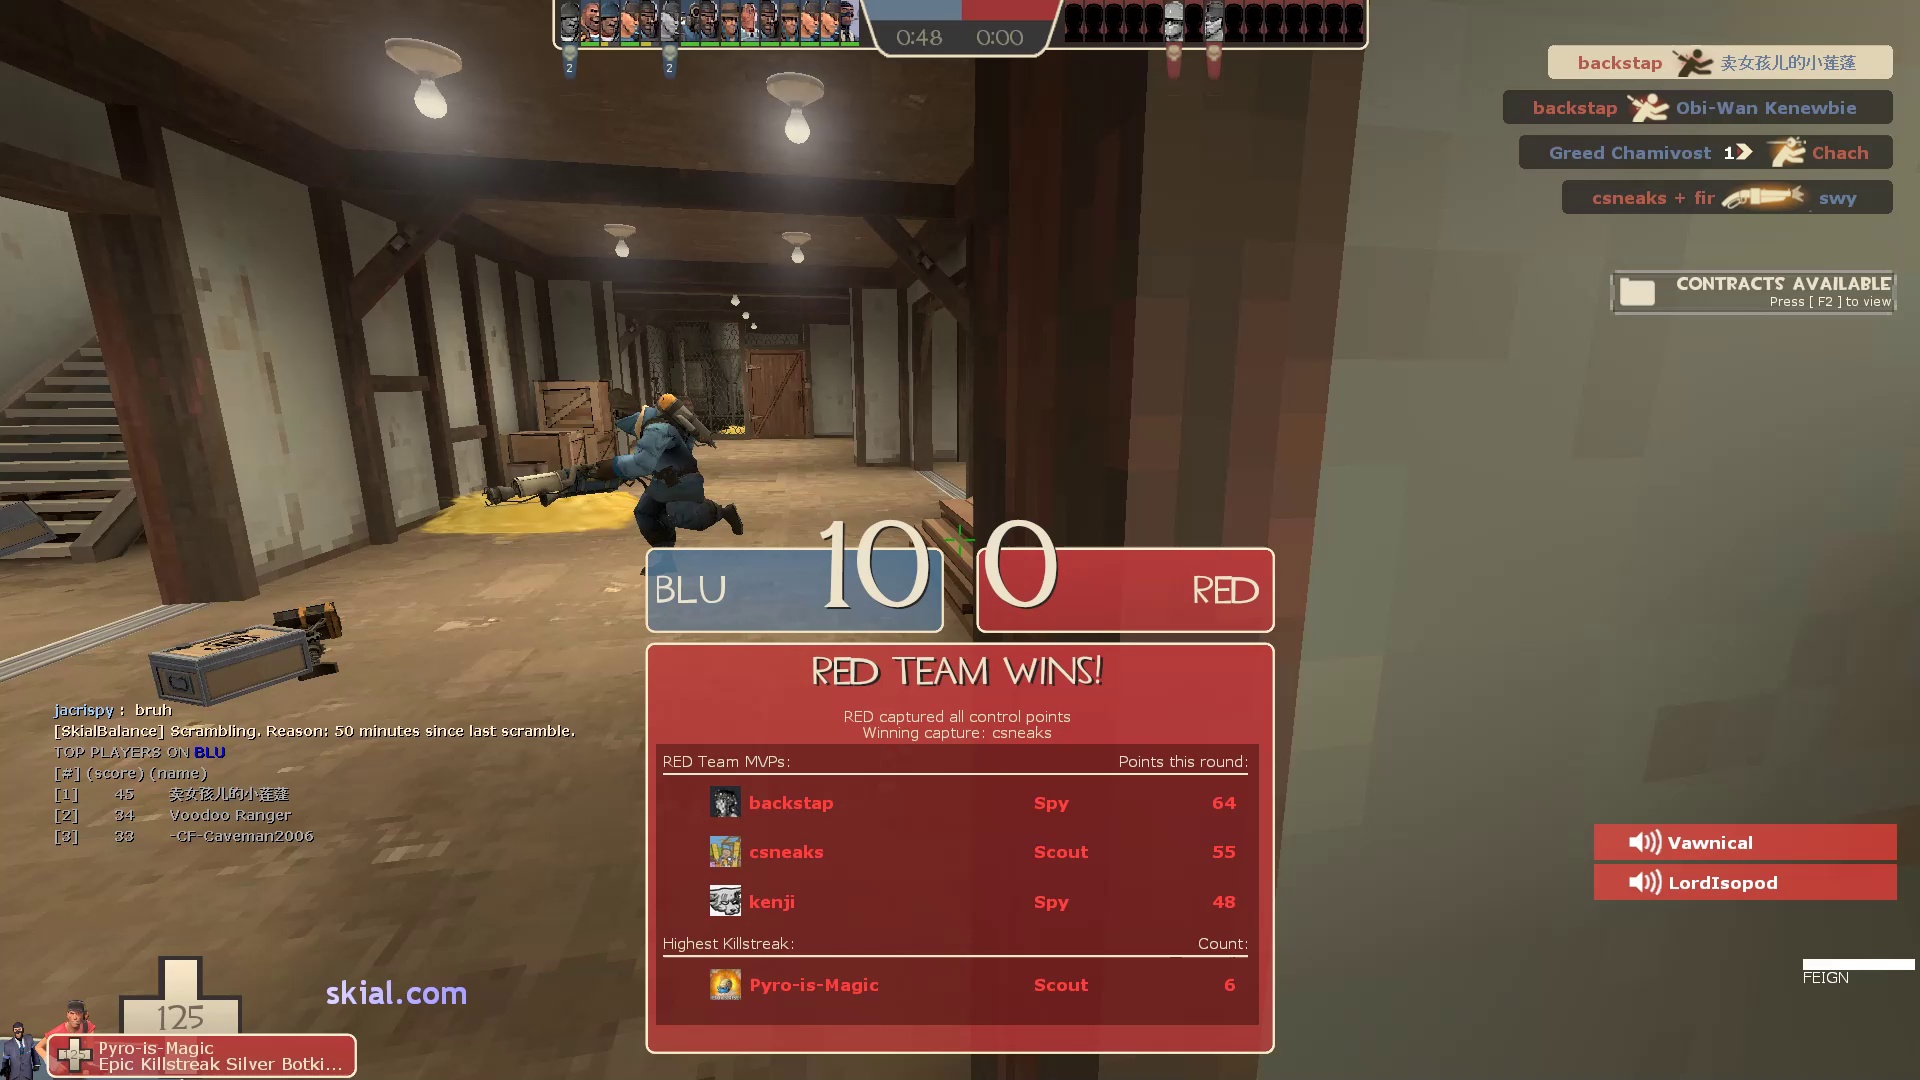 0:48 0:00
2 2
backstap 卖女孩儿的小莲蓬
backstap Obi-Wan Kenewbie
Greed Chamivost 1 Chach
csneaks + fir swy
CONTRACTS AVAILABLE
Press [ F2 ] to view
BLU 10 0 RED
RED TEAM WINS!
RED captured all control points
Winning capture: csneaks
RED Team MVPs: Points this round:
backstap Spy 64
csneaks Scout 55
kenji Spy 48
Highest Killstreak: Count:
Pyro-is-Magic Scout 6
jacrispy : bruh
[SkialBalance] Scrambling. Reason: 50 minutes since last scramble.
TOP PLAYERS ON BLU
[#] (score) (name)
[1] 45 卖女孩儿的小莲蓬
[2] 34 Voodoo Ranger
[3] 33 -CF-Caveman2006
Vawnical
LordIsopod
FEIGN
skial.com
125
125 Pyro-is-Magic
Epic Killstreak Silver Botki...